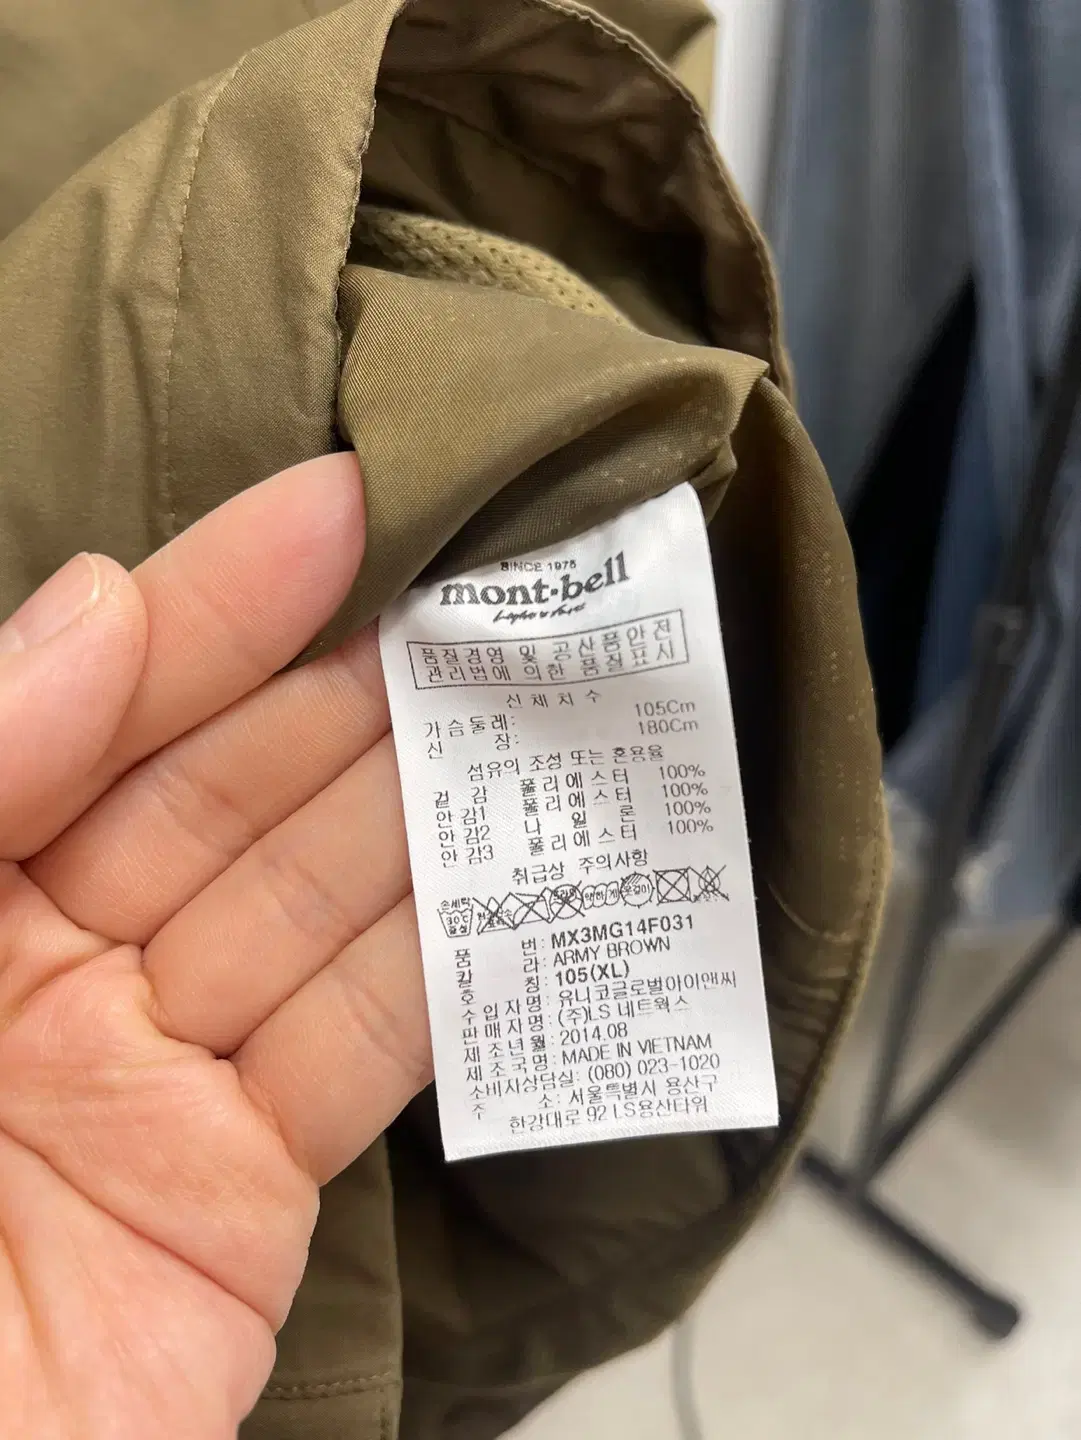 SINCE 1975
mont-bell
품질경영 및 공산품안전
관리법에 의한 품질표시
신체치수
가슴둘레: 105Cm
신 장: 180Cm
섬유의 조성 또는 혼용율
겉 감 폴리에스터 100%
안감1 폴리에스터 100%
안감2 나 일 론 100%
안감3 폴리에스터 100%
취급상 주의사항
손세탁
30℃
중성
품 번: MX3MG14F031
칼 라: ARMY BROWN
호 칭: 105(XL)
수입자명: 유니코글로벌아이앤씨
판매자명: (주)LS 네트웍스
제조년월: 2014.08
제조국명: MADE IN VIETNAM
소비자상담실: (080) 023-1020
주 소: 서울특별시 용산구
한강대로 92 LS용산타워